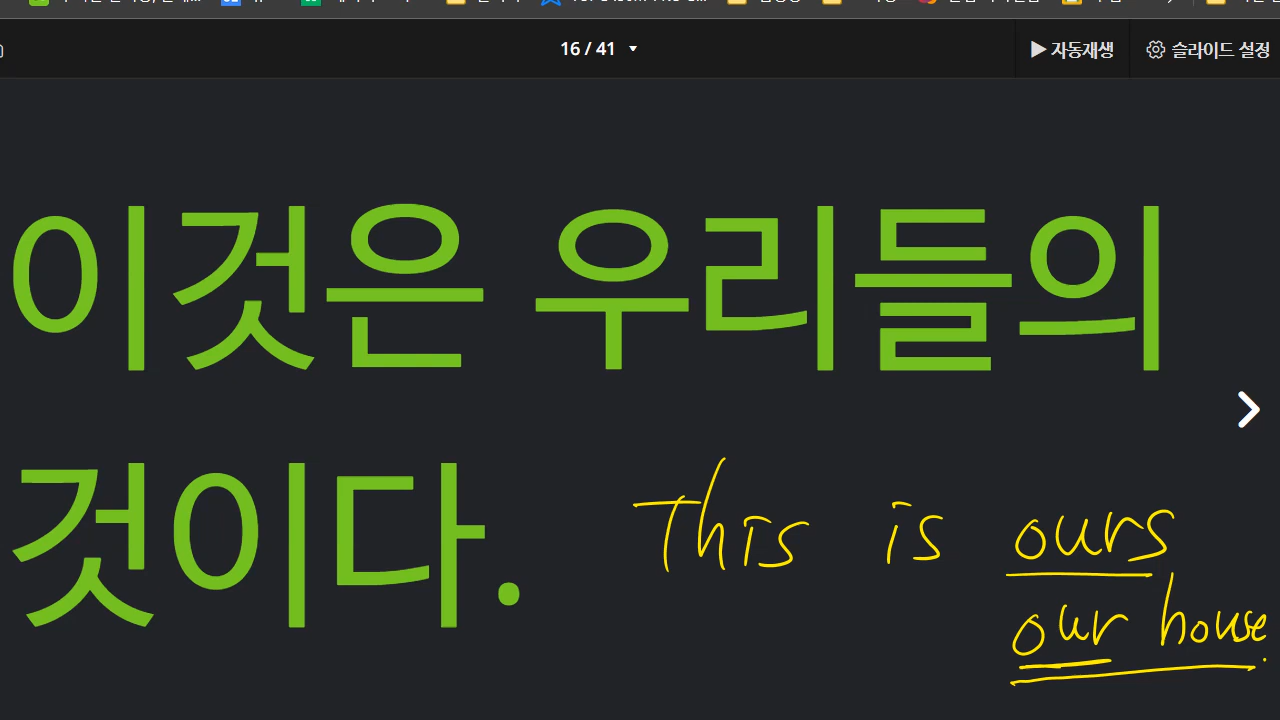 16 / 41
▶ 자동재생
슬라이드 설정
이것은 우리들의
것이다.
This is ours
our house.